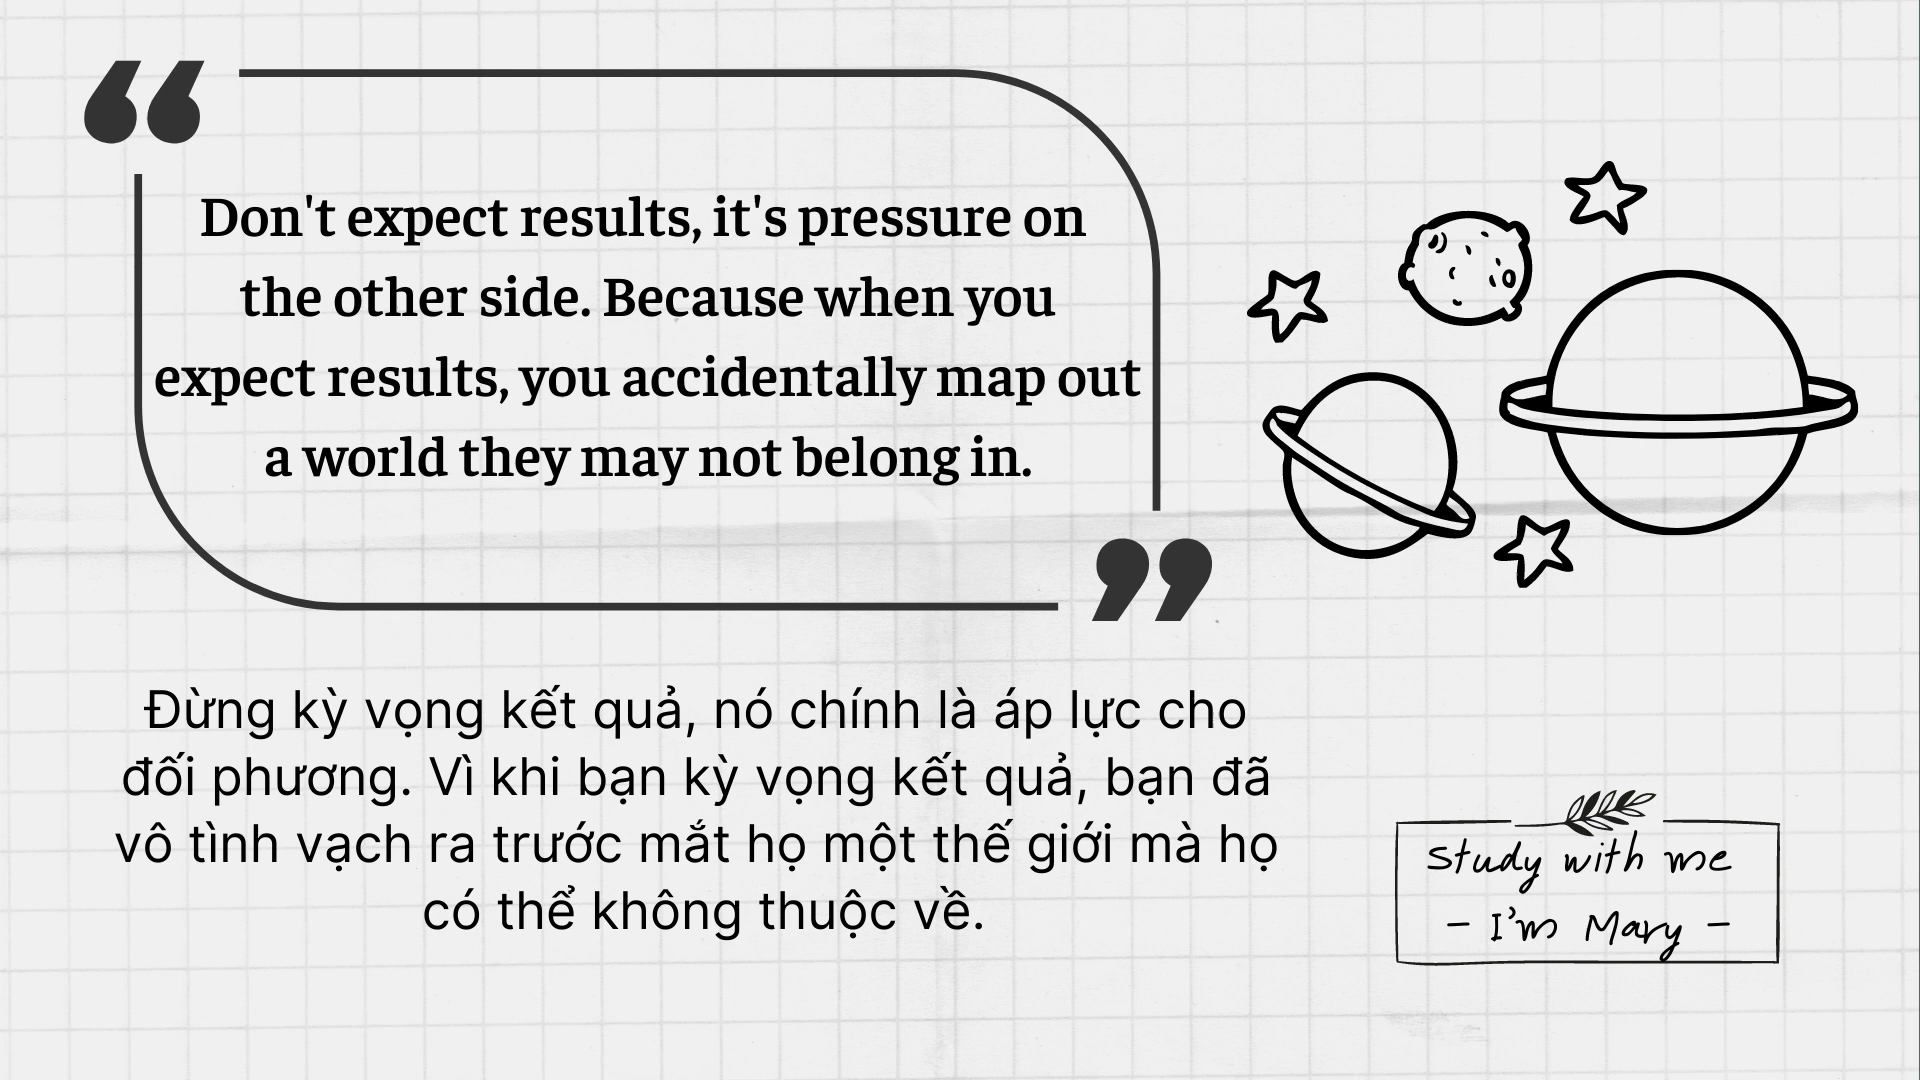 Don't expect results, it's pressure on
the other side. Because when you
expect results, you accidentally map out
a world they may not belong in.
Đừng kỳ vọng kết quả, nó chính là áp lực cho
đối phương. Vì khi bạn kỳ vọng kết quả, bạn đã
vô tình vạch ra trước mắt họ một thế giới mà họ
có thể không thuộc về.
Study with me
- I'm Mary -